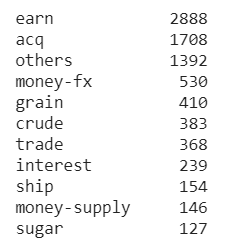 earn 2888
acq 1708
others 1392
money-fx 530
grain 410
crude 383
trade 368
interest 239
ship 154
money-supply 146
sugar 127